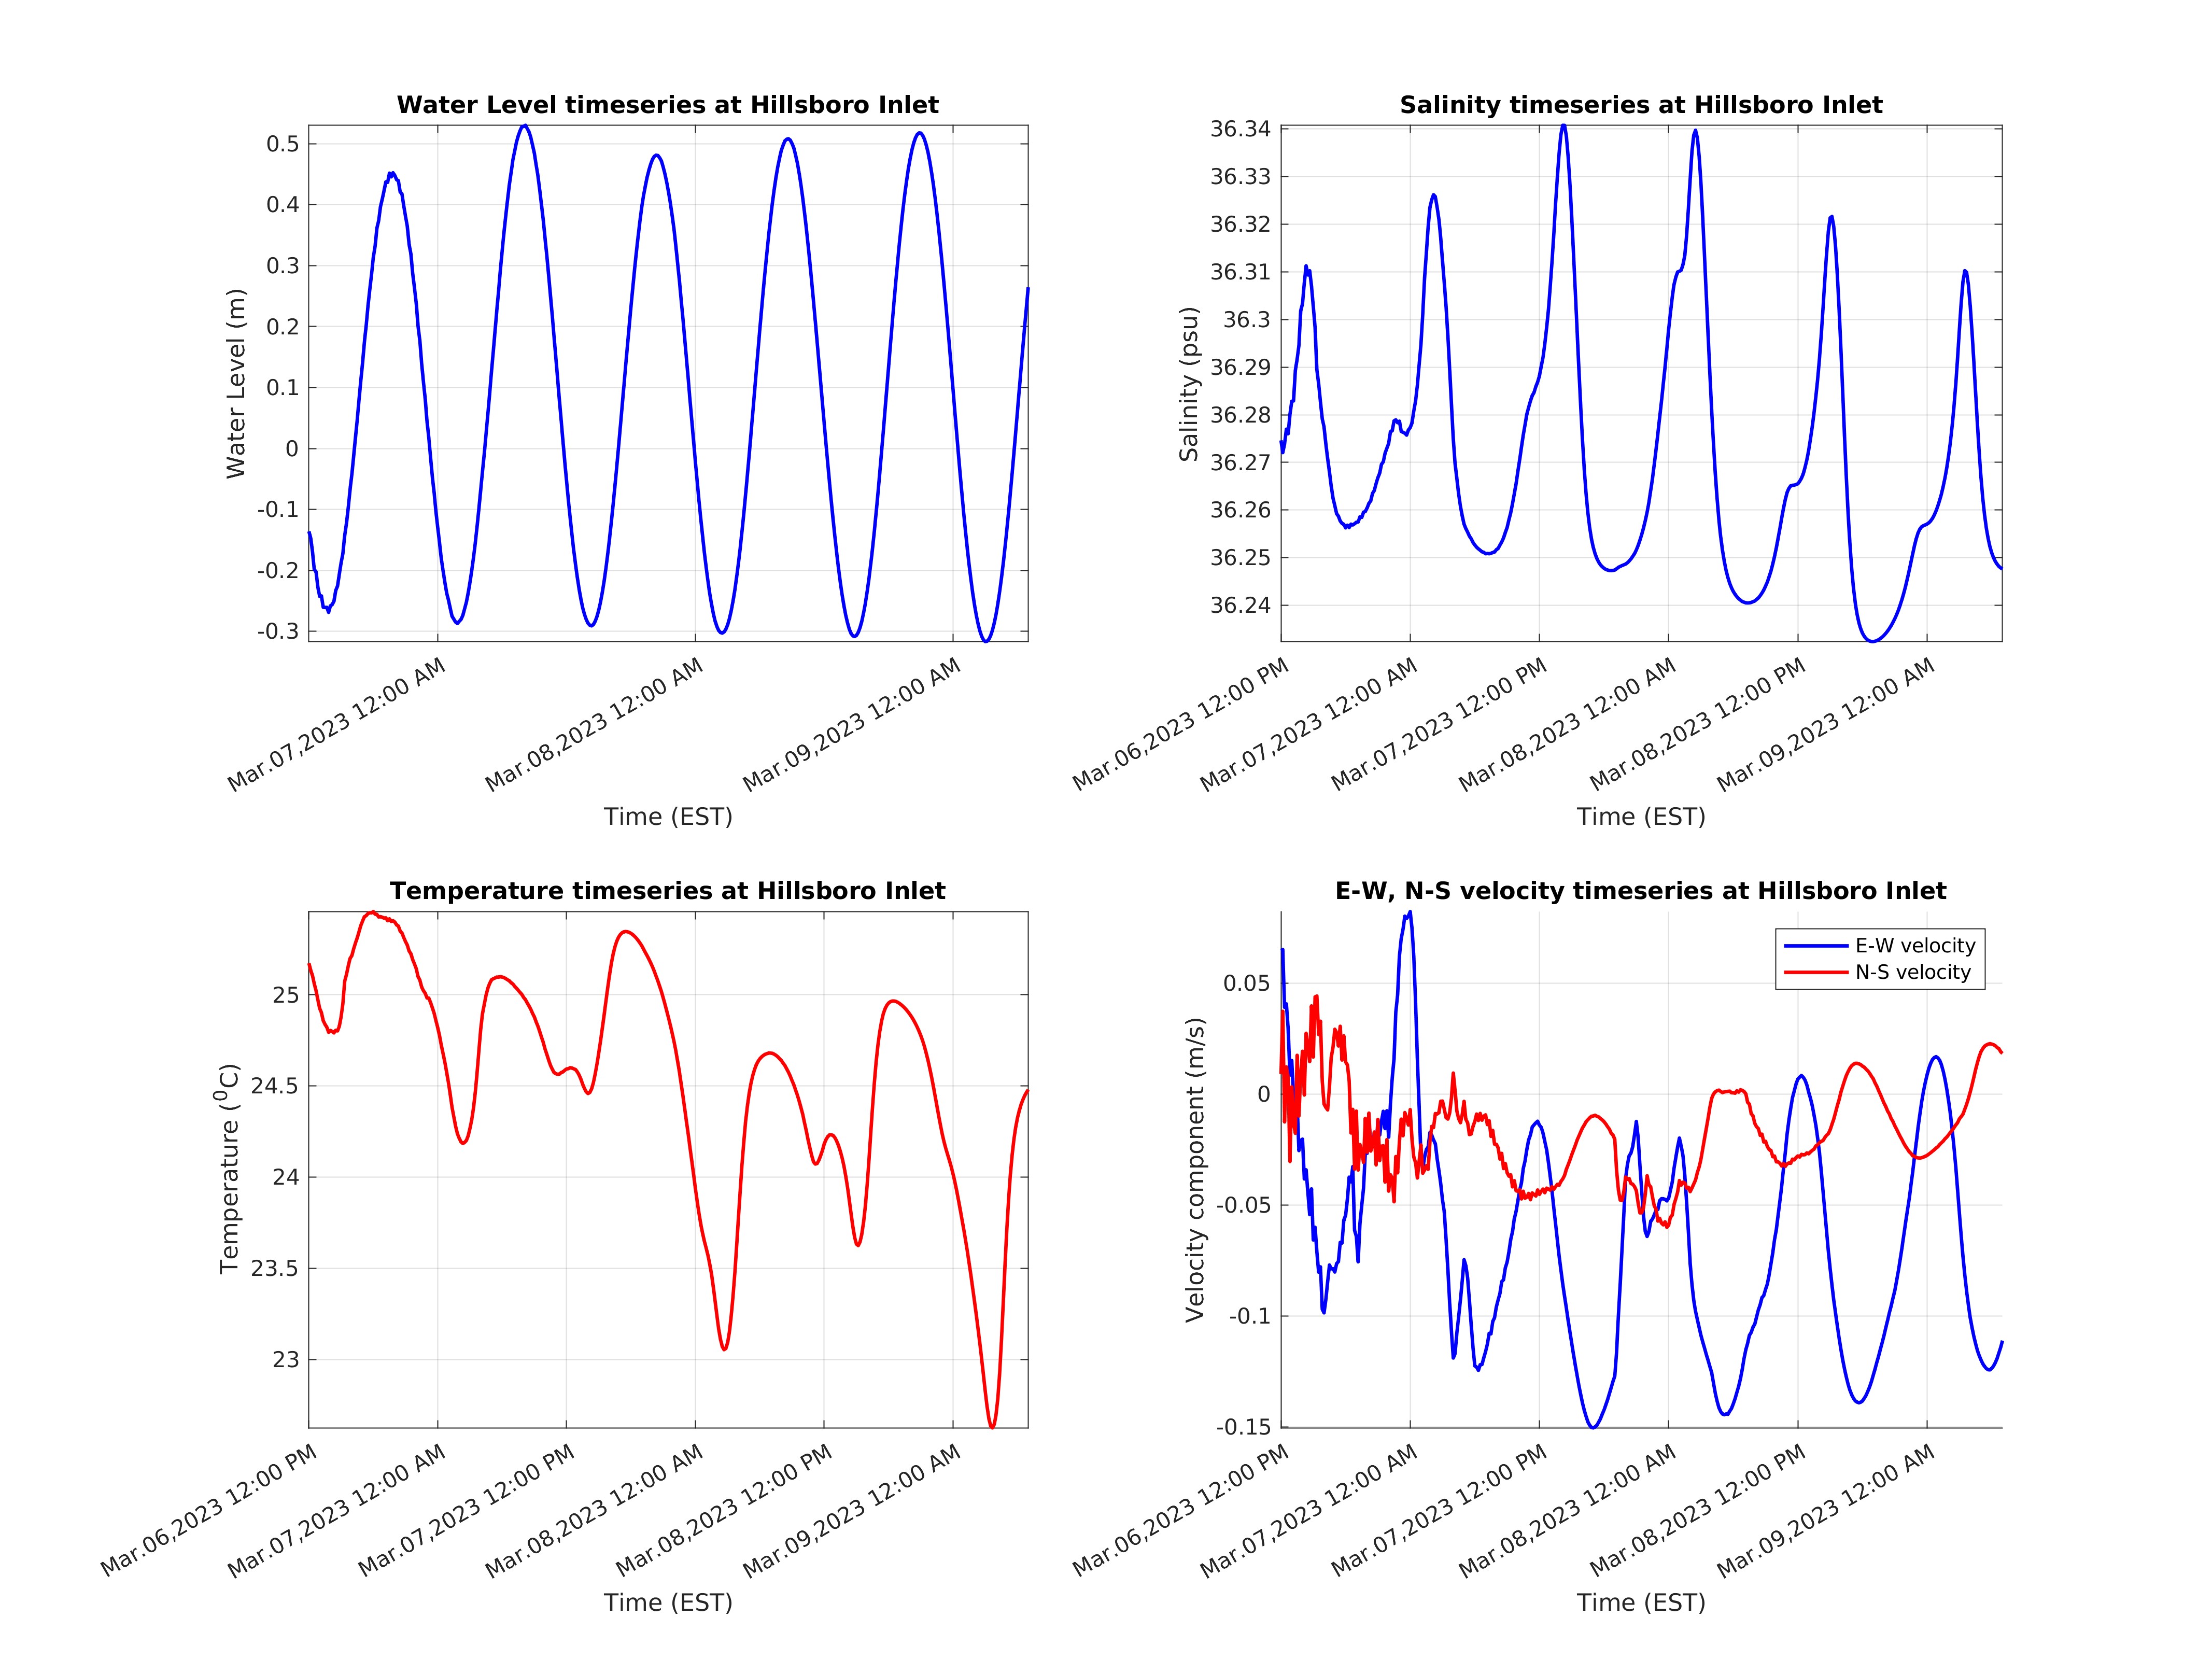 Water Level timeseries at Hillsboro Inlet
0.5
0.4
0.3
0.2
0.1
0
-0.1
-0.2
-0.3
Water Level (m)
Mar.07,2023 12:00 AM
Mar.08,2023 12:00 AM
Mar.09,2023 12:00 AM
Time (EST)
Salinity timeseries at Hillsboro Inlet
36.34
36.33
36.32
36.31
36.3
36.29
36.28
36.27
36.26
36.25
36.24
Salinity (psu)
Mar.06,2023 12:00 PM
Mar.07,2023 12:00 AM
Mar.07,2023 12:00 PM
Mar.08,2023 12:00 AM
Mar.08,2023 12:00 PM
Mar.09,2023 12:00 AM
Time (EST)
Temperature timeseries at Hillsboro Inlet
25
24.5
24
23.5
23
Temperature (⁰C)
Mar.06,2023 12:00 PM
Mar.07,2023 12:00 AM
Mar.07,2023 12:00 PM
Mar.08,2023 12:00 AM
Mar.08,2023 12:00 PM
Mar.09,2023 12:00 AM
Time (EST)
E-W, N-S velocity timeseries at Hillsboro Inlet
E-W velocity
N-S velocity
0.05
0
-0.05
-0.1
-0.15
Velocity component (m/s)
Mar.06,2023 12:00 PM
Mar.07,2023 12:00 AM
Mar.07,2023 12:00 PM
Mar.08,2023 12:00 AM
Mar.08,2023 12:00 PM
Mar.09,2023 12:00 AM
Time (EST)